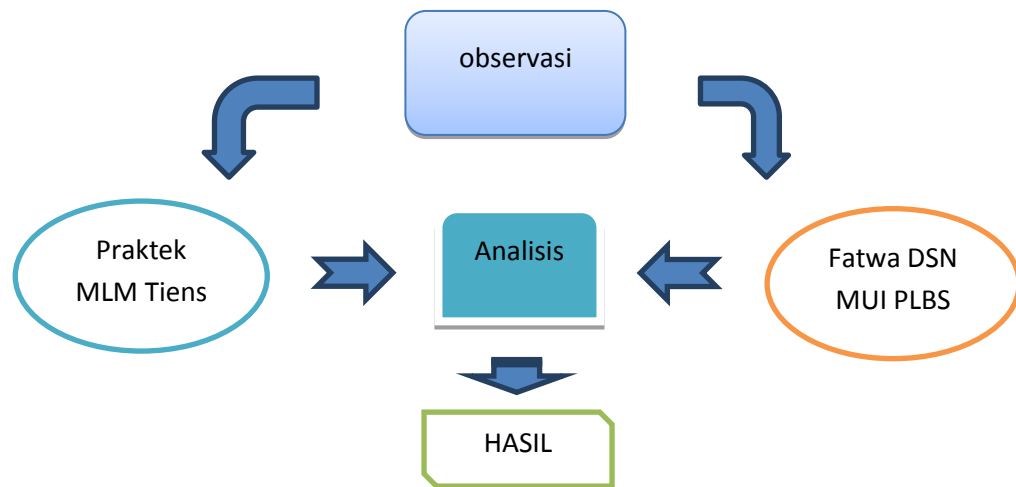 observasi
Praktek
MLM Tiens
Analisis
Fatwa DSN
MUI PLBS
HASIL